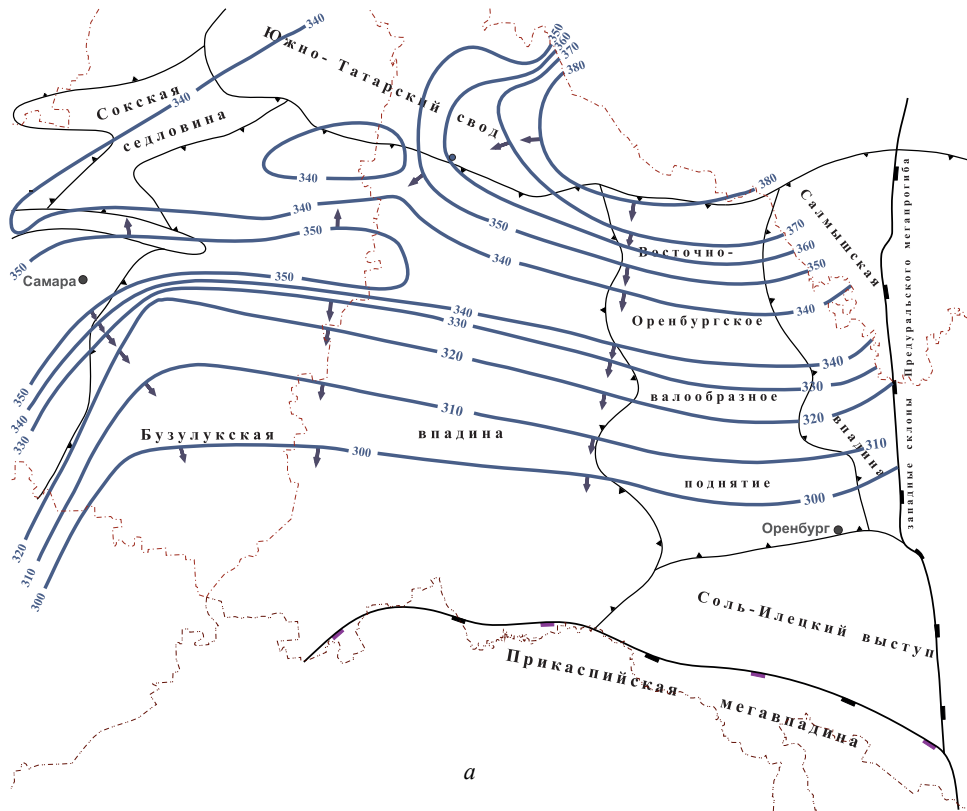 340
Южно-Татарский свод
350
360
370
380
340
Сокская
седловина
340
380
Салмышская
впадина
западные склоны Предуральского мегапрогиба
340
350
350
370
360
350
Восточно-
340
350
Самара
350
340
340
330
Оренбургское
340
320
330
валообразное
350
340
330
310
320
310
Бузулукская
впадина
300
поднятие
300
Оренбург
320
310
300
Соль-Илецкий выступ
Прикаспийская
мегавпадина
а